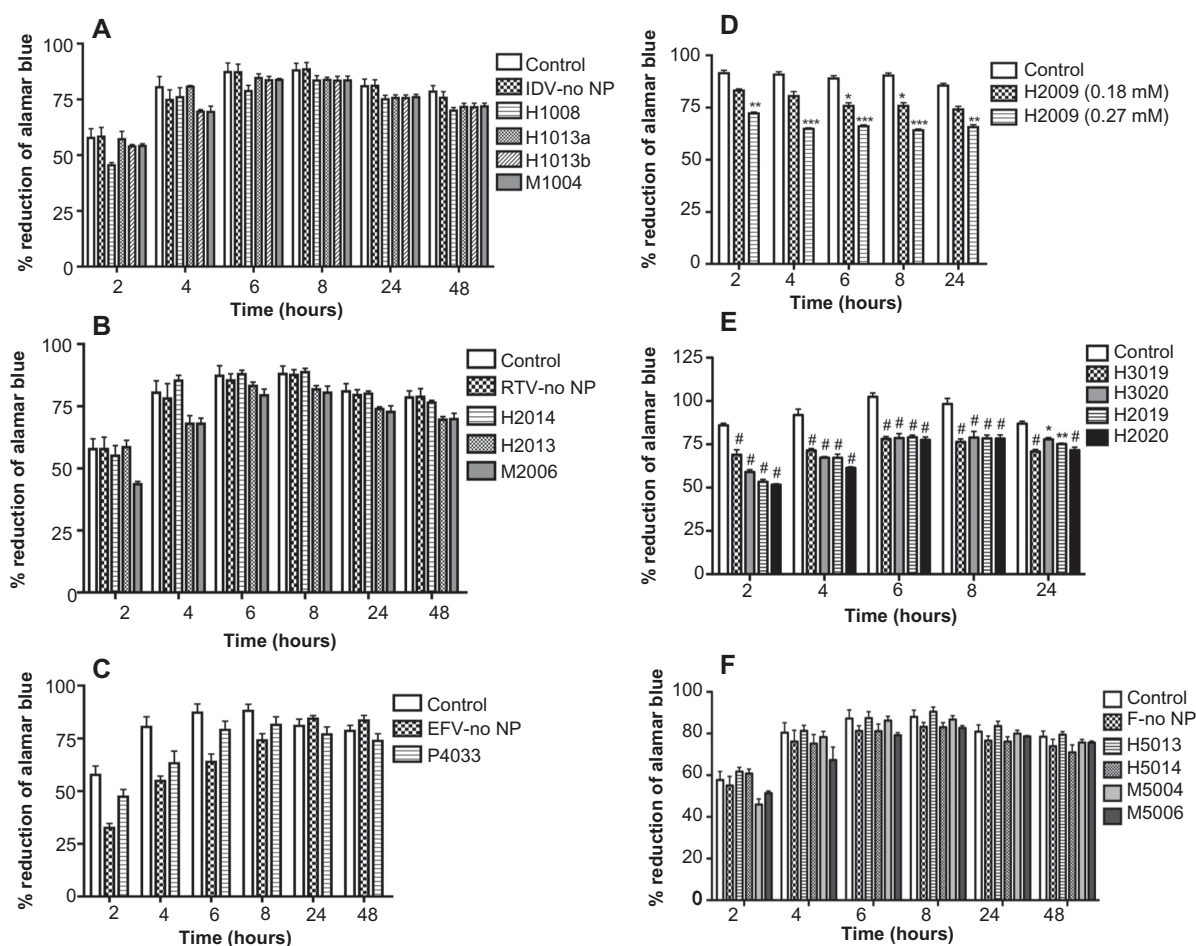 A
% reduction of alamar blue
100
75
50
25
0
2 4 6 8 24 48
Time (hours)
Control
IDV-no NP
H1008
H1013a
H1013b
M1004
B
% reduction of alamar blue
100
75
50
25
0
2 4 6 8 24 48
Time (hours)
Control
RTV-no NP
H2014
H2013
M2006
C
% reduction of alamar blue
100
75
50
25
0
2 4 6 8 24 48
Time (hours)
Control
EFV-no NP
P4033
D
% reduction of alamar blue
100
75
50
25
0
** *** * *** * *** **
2 4 6 8 24
Time (hours)
Control
H2009 (0.18 mM)
H2009 (0.27 mM)
E
% reduction of alamar blue
125
100
75
50
25
0
# # # # # # # # # # # # # # # # # * ** #
2 4 6 8 24
Time (hours)
Control
H3019
H3020
H2019
H2020
F
% reduction of alamar blue
100
80
60
40
20
0
2 4 6 8 24 48
Time (hours)
Control
F-no NP
H5013
H5014
M5004
M5006